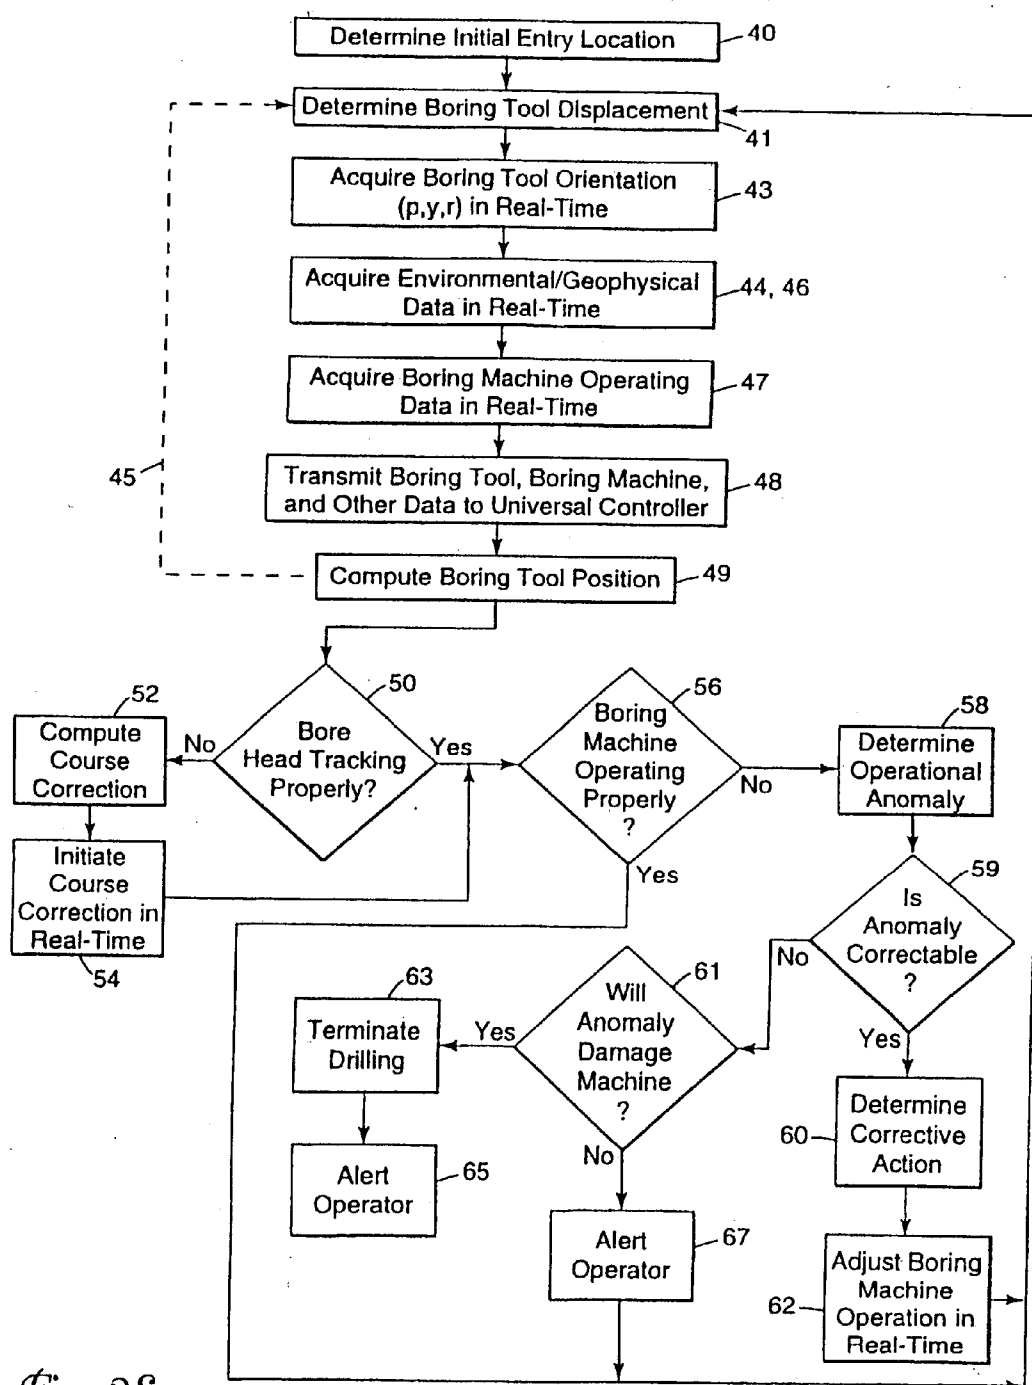 Determine Initial Entry Location
40
Determine Boring Tool Displacement
41
Acquire Boring Tool Orientation
(p,y,r) in Real-Time
43
Acquire Environmental/Geophysical
Data in Real-Time
44, 46
Acquire Boring Machine Operating
Data in Real-Time
47
45
Transmit Boring Tool, Boring Machine,
and Other Data to Universal Controller
48
Compute Boring Tool Position
49
50
Bore
Head Tracking
Properly?
No
Yes
52
Compute
Course
Correction
Initiate
Course
Correction in
Real-Time
54
56
Boring
Machine
Operating
Properly
?
No
Yes
58
Determine
Operational
Anomaly
59
Is
Anomaly
Correctable
?
No
Yes
61
Will
Anomaly
Damage
Machine
?
Yes
No
63
Terminate
Drilling
Alert
Operator
65
Alert
Operator
67
Determine
Corrective
Action
60
Adjust Boring
Machine
Operation in
Real-Time
62